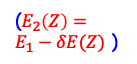 (E₂(Z) =
E₁ − δE(Z) )